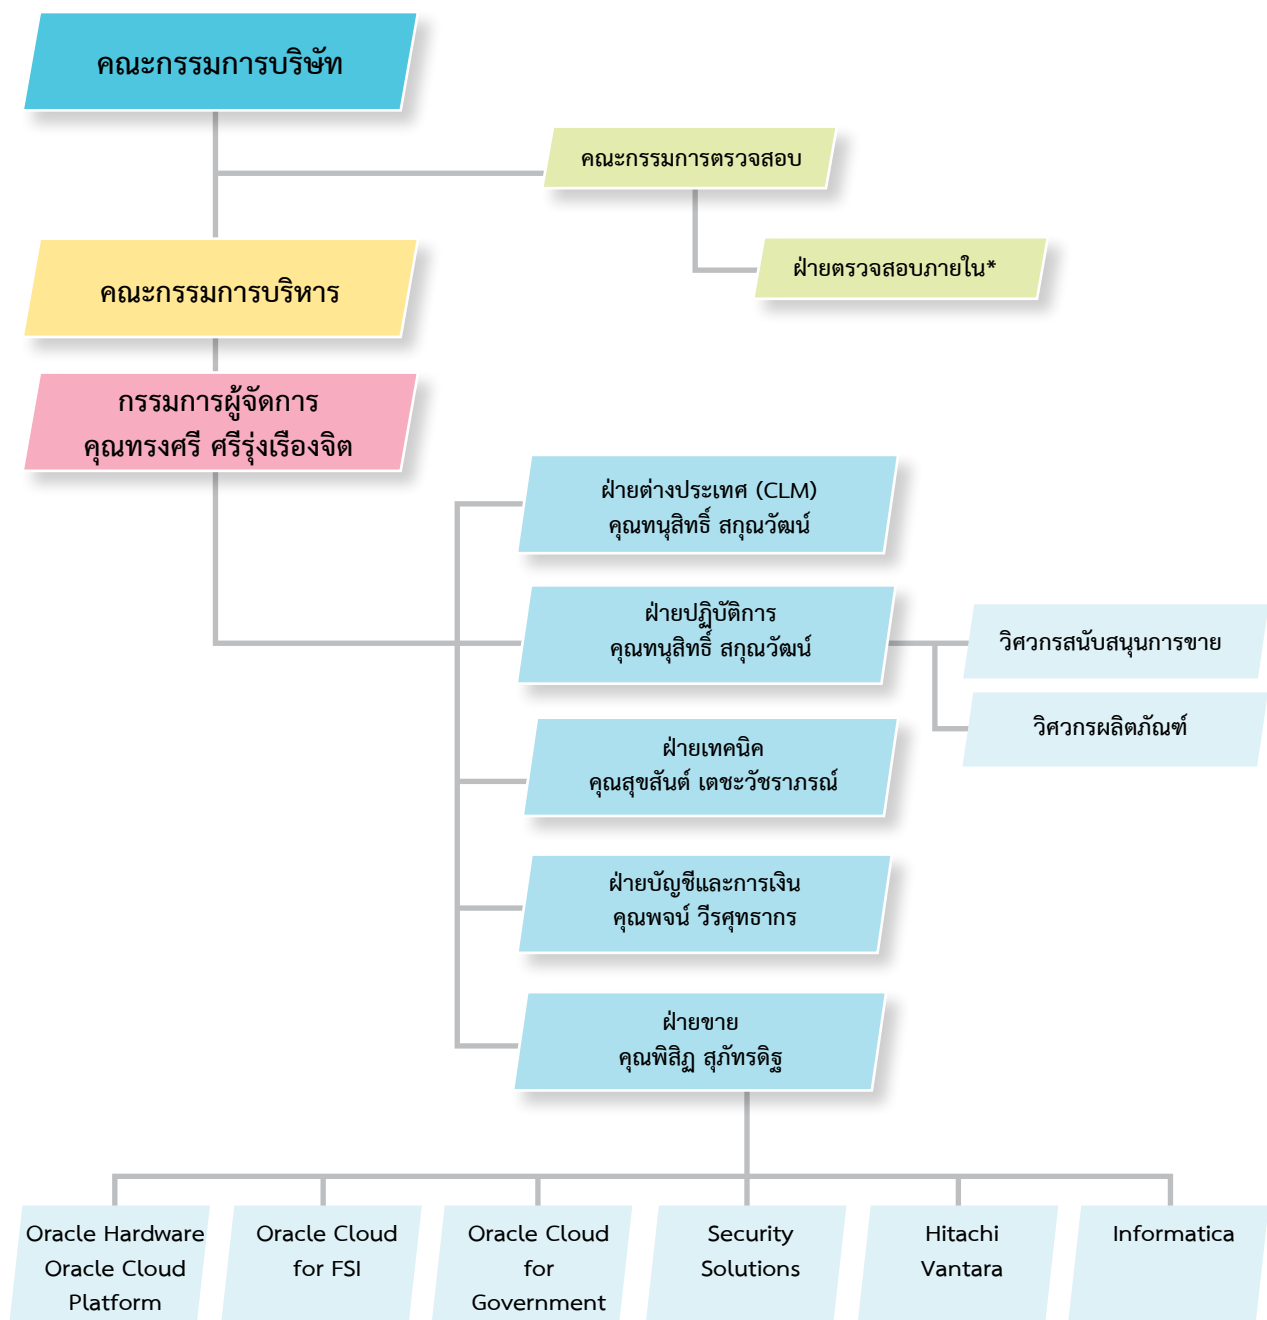 คณะกรรมการบริษัท
คณะกรรมการตรวจสอบ
ฝ่ายตรวจสอบภายใน*
คณะกรรมการบริหาร
กรรมการผู้จัดการ
คุณทรงศรี ศรีรุ่งเรืองจิต
ฝ่ายต่างประเทศ (CLM)
คุณทนุสิทธิ์ สกุณวัฒน์
ฝ่ายปฏิบัติการ
คุณทนุสิทธิ์ สกุณวัฒน์
วิศวกรสนับสนุนการขาย
วิศวกรผลิตภัณฑ์
ฝ่ายเทคนิค
คุณสุขสันต์ เตชะวัชราภรณ์
ฝ่ายบัญชีและการเงิน
คุณพจน์ วีรศุทธากร
ฝ่ายขาย
คุณพิสิฏ สุภัทรดิฐ
Oracle Hardware
Oracle Cloud
Platform
Oracle Cloud
for FSI
Oracle Cloud
for
Government
Security
Solutions
Hitachi
Vantara
Informatica